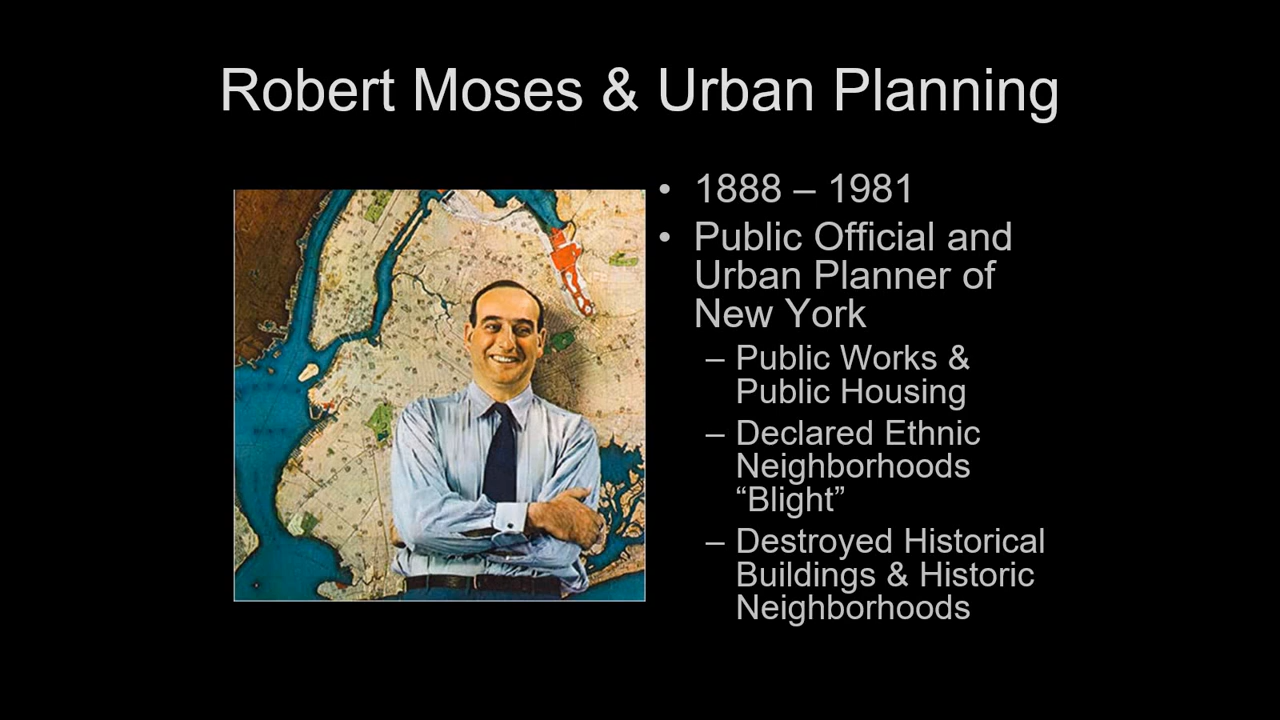 Robert Moses & Urban Planning
• 1888 – 1981
• Public Official and
Urban Planner of
New York
– Public Works &
Public Housing
– Declared Ethnic
Neighborhoods
“Blight”
– Destroyed Historical
Buildings & Historic
Neighborhoods